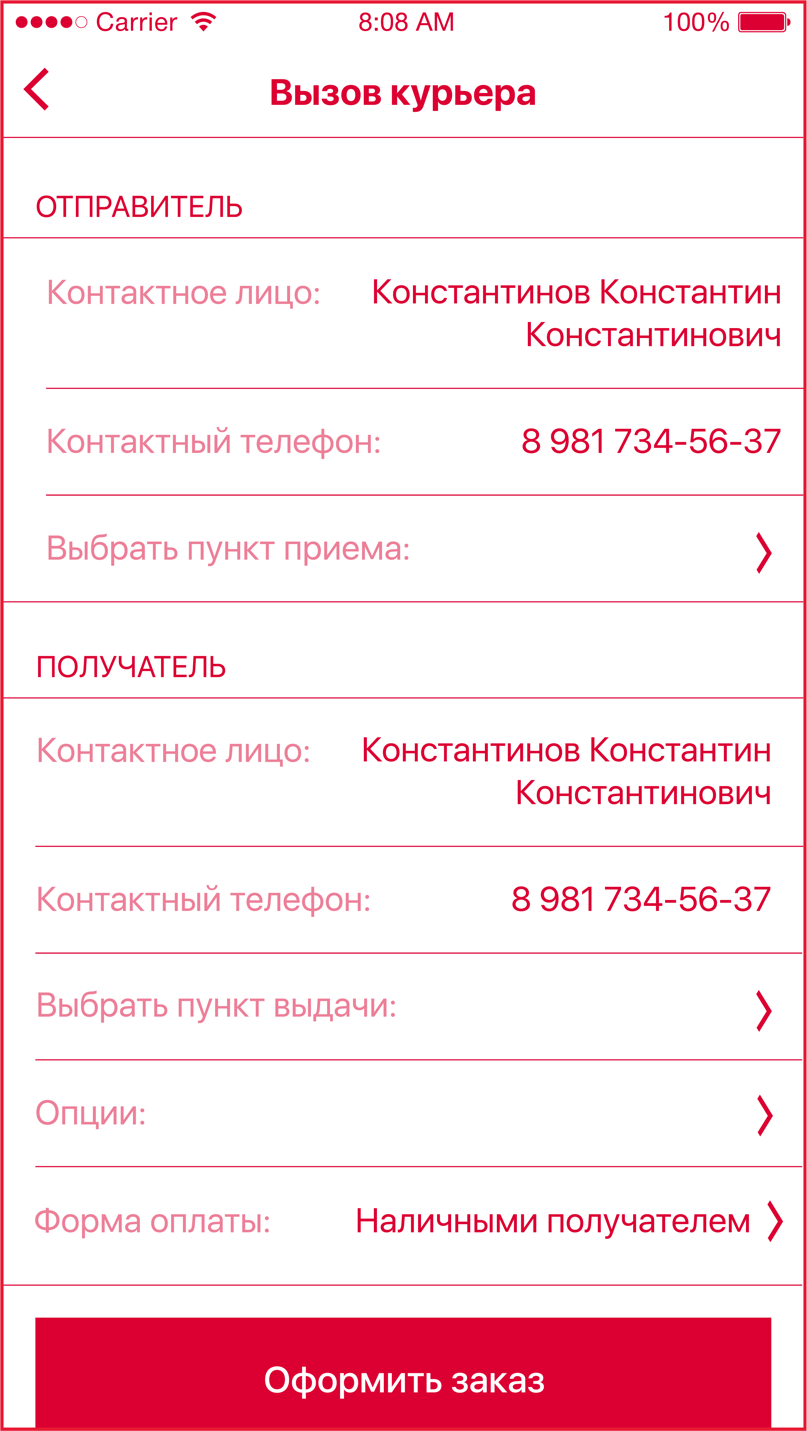 Carrier 8:08 AM 100%
Вызов курьера
ОТПРАВИТЕЛЬ
Контактное лицо: Константинов Константин
Константинович
Контактный телефон: 8 981 734-56-37
Выбрать пункт приема:
ПОЛУЧАТЕЛЬ
Контактное лицо: Константинов Константин
Константинович
Контактный телефон: 8 981 734-56-37
Выбрать пункт выдачи:
Опции:
Форма оплаты: Наличными получателем
Оформить заказ